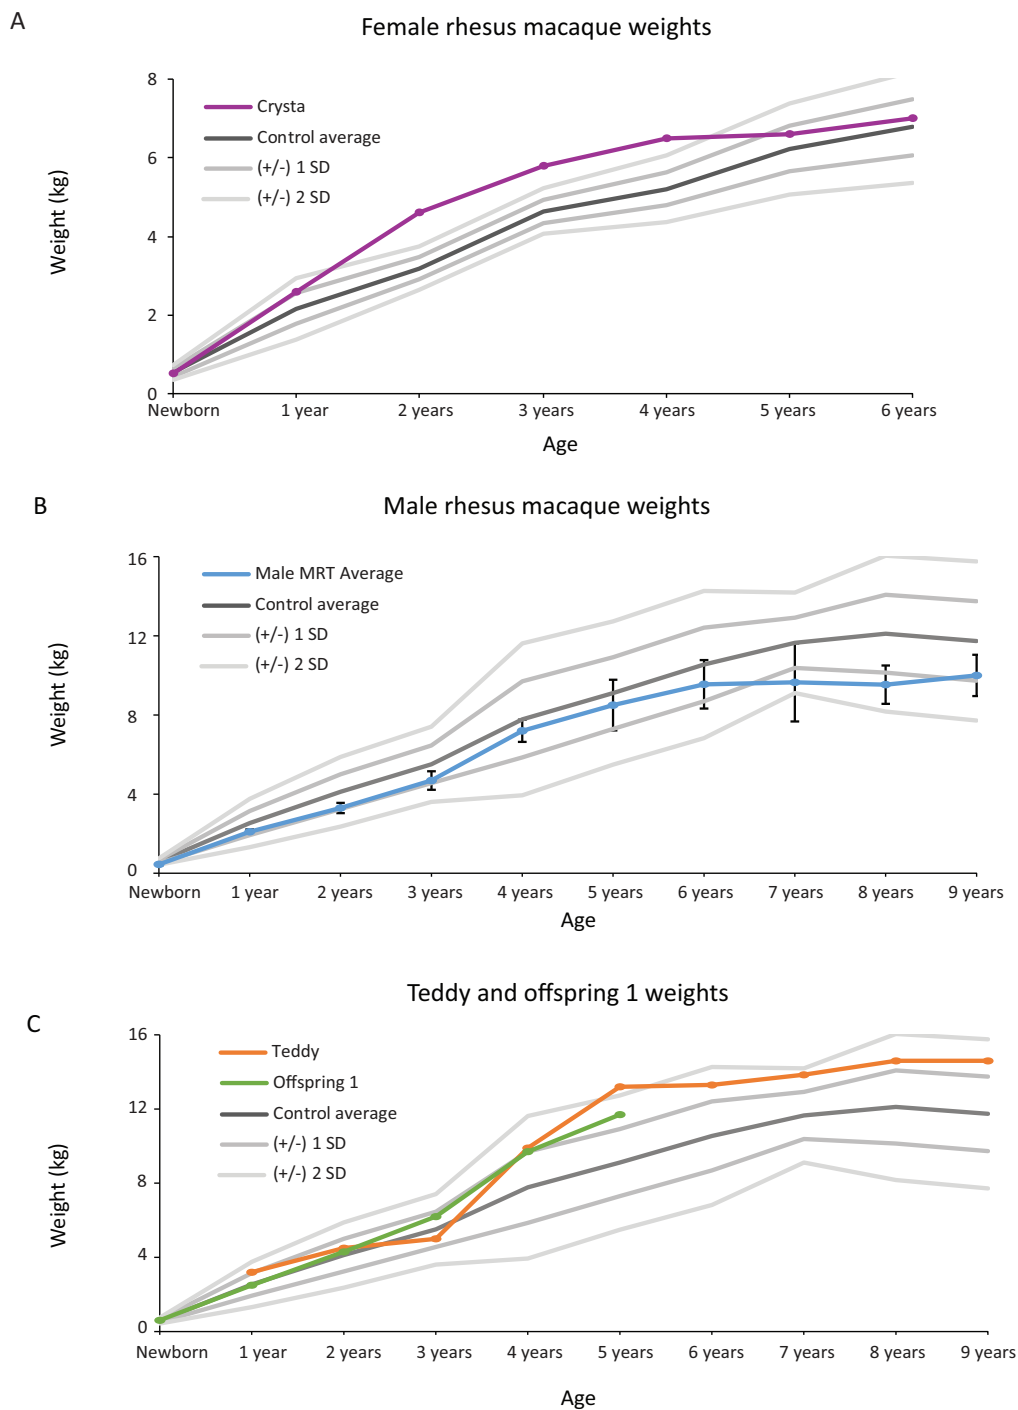 A
Female rhesus macaque weights
Weight (kg)
8
6
4
2
0
Crysta
Control average
(+/-) 1 SD
(+/-) 2 SD
Newborn 1 year 2 years 3 years 4 years 5 years 6 years
Age
B
Male rhesus macaque weights
Weight (kg)
16
12
8
4
0
Male MRT Average
Control average
(+/-) 1 SD
(+/-) 2 SD
Newborn 1 year 2 years 3 years 4 years 5 years 6 years 7 years 8 years 9 years
Age
C
Teddy and offspring 1 weights
Weight (kg)
16
12
8
4
0
Teddy
Offspring 1
Control average
(+/-) 1 SD
(+/-) 2 SD
Newborn 1 year 2 years 3 years 4 years 5 years 6 years 7 years 8 years 9 years
Age